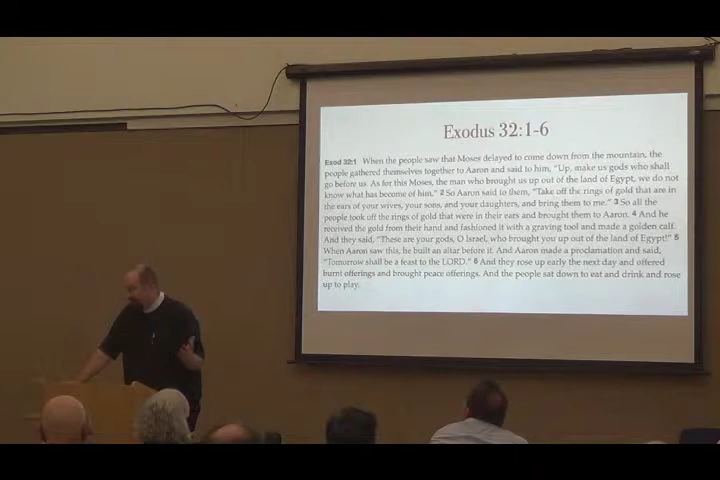 Exodus 32:1-6
Exod 32:1 When the people saw that Moses delayed to come down from the mountain, the
people gathered themselves together to Aaron and said to him, “Up, make us gods who shall
go before us. As for this Moses, the man who brought us up out of the land of Egypt, we do not
know what has become of him.” 2 So Aaron said to them, “Take off the rings of gold that are in
the ears of your wives, your sons, and your daughters, and bring them to me.” 3 So all the
people took off the rings of gold that were in their ears and brought them to Aaron. 4 And he
received the gold from their hand and fashioned it with a graving tool and made a golden calf.
And they said, “These are your gods, O Israel, who brought you up out of the land of Egypt!” 5
When Aaron saw this, he built an altar before it. And Aaron made a proclamation and said,
“Tomorrow shall be a feast to the LORD.” 6 And they rose up early the next day and offered
burnt offerings and brought peace offerings. And the people sat down to eat and drink and rose
up to play.